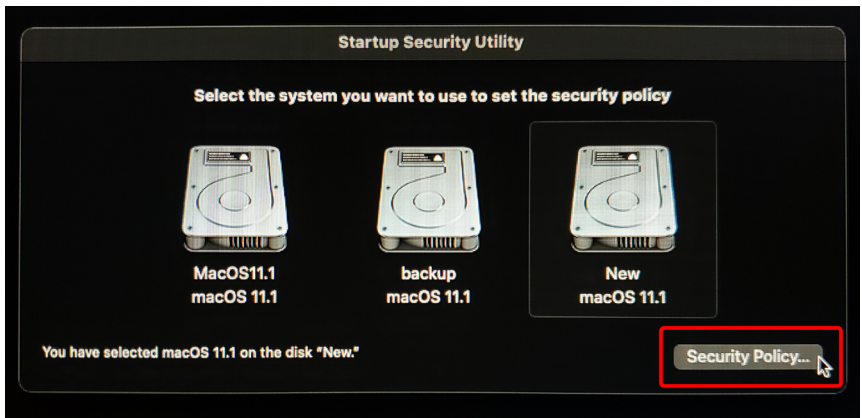 Startup Security Utility
Select the system you want to use to set the security policy
MacOS11.1
macOS 11.1
backup
macOS 11.1
New
macOS 11.1
You have selected macOS 11.1 on the disk "New."
Security Policy...